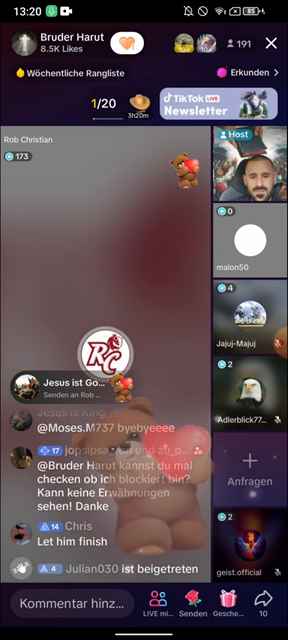 13:20
85
Bruder Harut
8.5K Likes
10+
10+
191
Wöchentliche Rangliste
Erkunden
1/20
3h20m
TikTok LIVE
Newsletter
Rob Christian
173
Host
0
malon50
RC
4
Jajuj-Majuj
Jesus ist Go...
Senden an Rob ...
2
Adlerblick77...
Jesus is King
@Moses.M737 byebyeeee
17
@Bruder Harut kannst du mal
checken ob ich blockiert bin?
Kann keine Erwähnungen
sehen! Danke
Anfragen
14 Chris
Let him finish
2
geist.official
4 Julian030 ist beigetreten
Kommentar hinz...
LIVE mi...
Senden
Gesche...
10